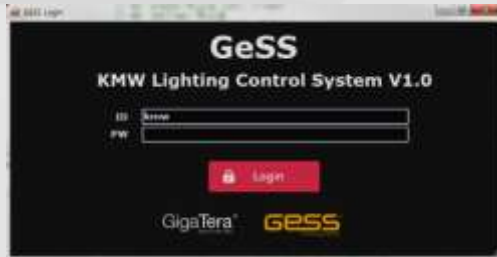 GESS Login
GeSS
KMW Lighting Control System V1.0
ID kmw
PW
Login
GigaTera GESS